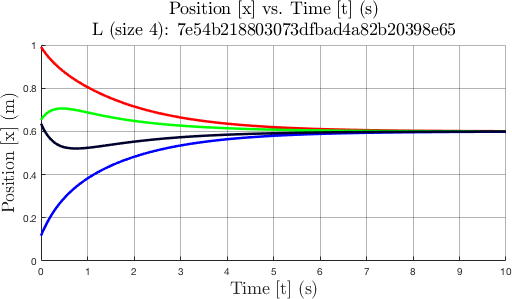 Position [x] vs. Time [t] (s)
L (size 4): 7e54b218803073dfbad4a82b20398e65
Position [x] (m)
1
0.8
0.6
0.4
0.2
0
0 1 2 3 4 5 6 7 8 9 10
Time [t] (s)